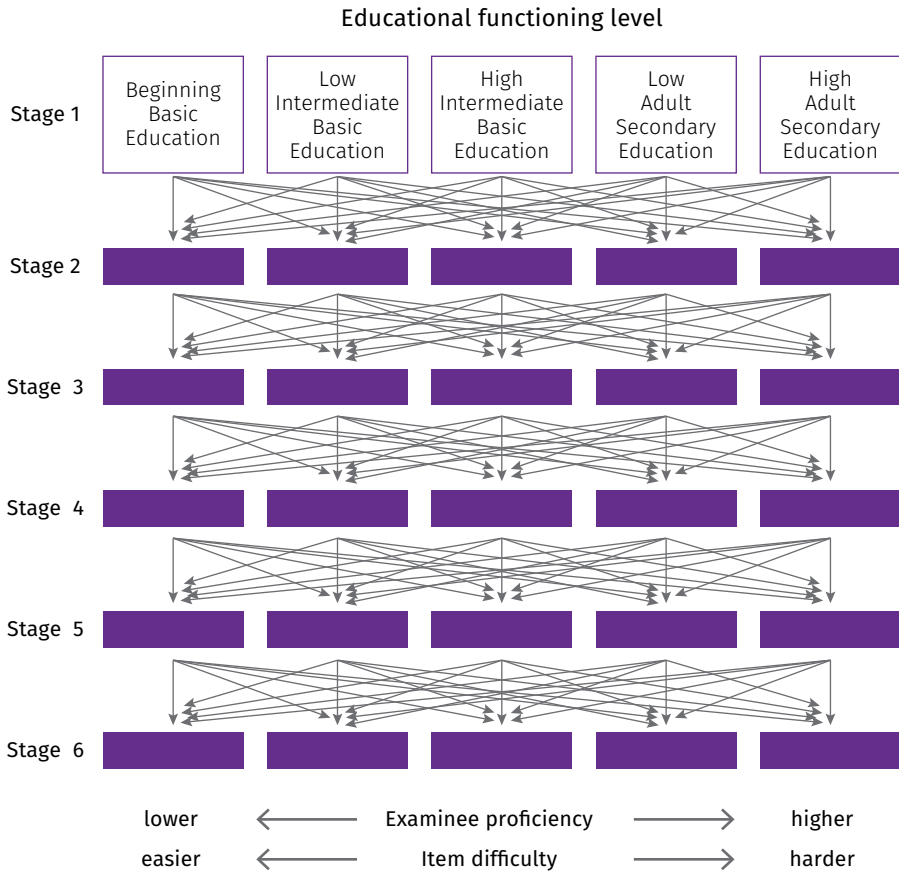 Educational functioning level
Stage 1
Beginning
Basic
Education
Low
Intermediate
Basic
Education
High
Intermediate
Basic
Education
Low
Adult
Secondary
Education
High
Adult
Secondary
Education
Stage 2
Stage 3
Stage 4
Stage 5
Stage 6
lower Examinee proficiency higher
easier Item difficulty harder